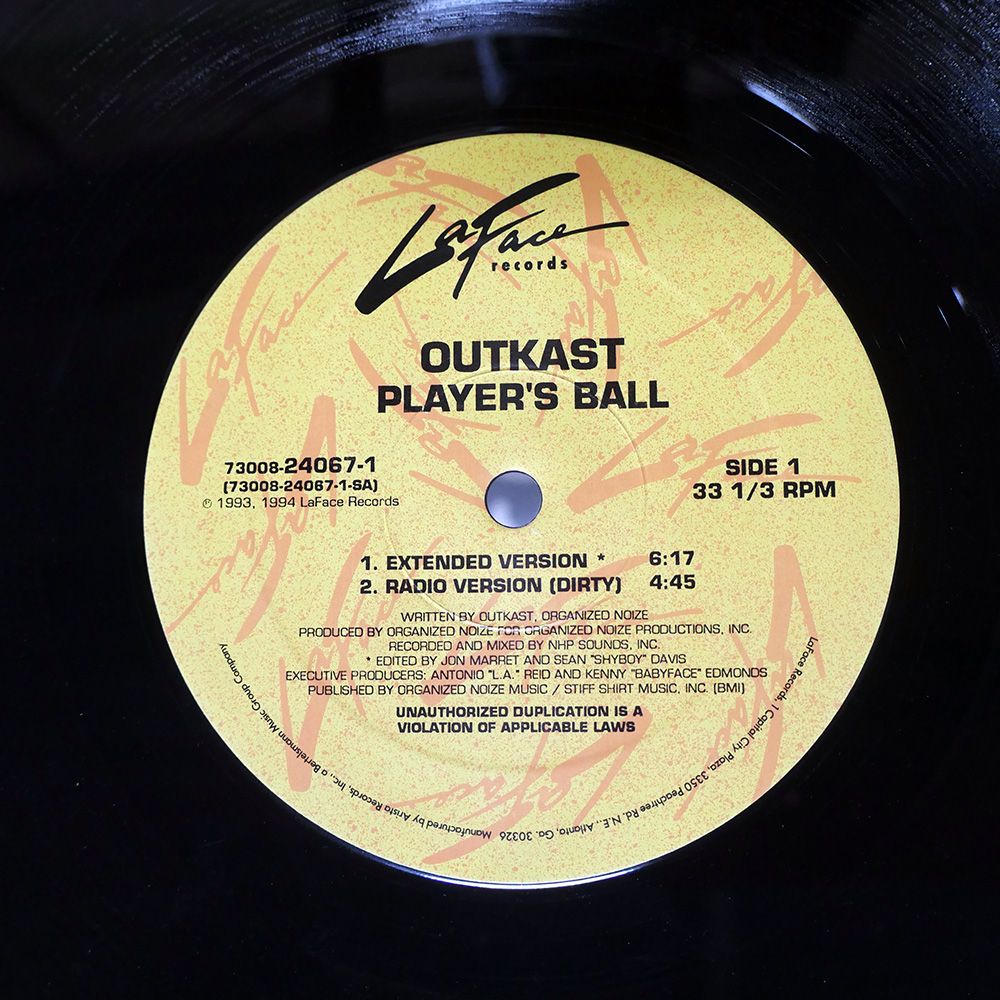 LaFace
records
OUTKAST
PLAYER'S BALL
73008-24067-1
(73008-24067-1-SA)
℗ 1993, 1994 LaFace Records
SIDE 1
33 1/3 RPM
1. EXTENDED VERSION * 6:17
2. RADIO VERSION (DIRTY) 4:45
WRITTEN BY OUTKAST, ORGANIZED NOIZE
PRODUCED BY ORGANIZED NOIZE FOR ORGANIZED NOIZE PRODUCTIONS, INC.
RECORDED AND MIXED BY NHP SOUNDS, INC.
* EDITED BY JON MARRET AND SEAN "SHYBOY" DAVIS
EXECUTIVE PRODUCERS: ANTONIO "L.A." REID AND KENNY "BABYFACE" EDMONDS
PUBLISHED BY ORGANIZED NOIZE MUSIC / STIFF SHIRT MUSIC, INC. (BMI)
UNAUTHORIZED DUPLICATION IS A
VIOLATION OF APPLICABLE LAWS
LaFace Records, 1 Capital City Plaza, 3350 Peachtree Rd. N.E., Atlanta, Ga. 30326 Manufactured by Arista Records, Inc., a Bertelsmann Music Group Company